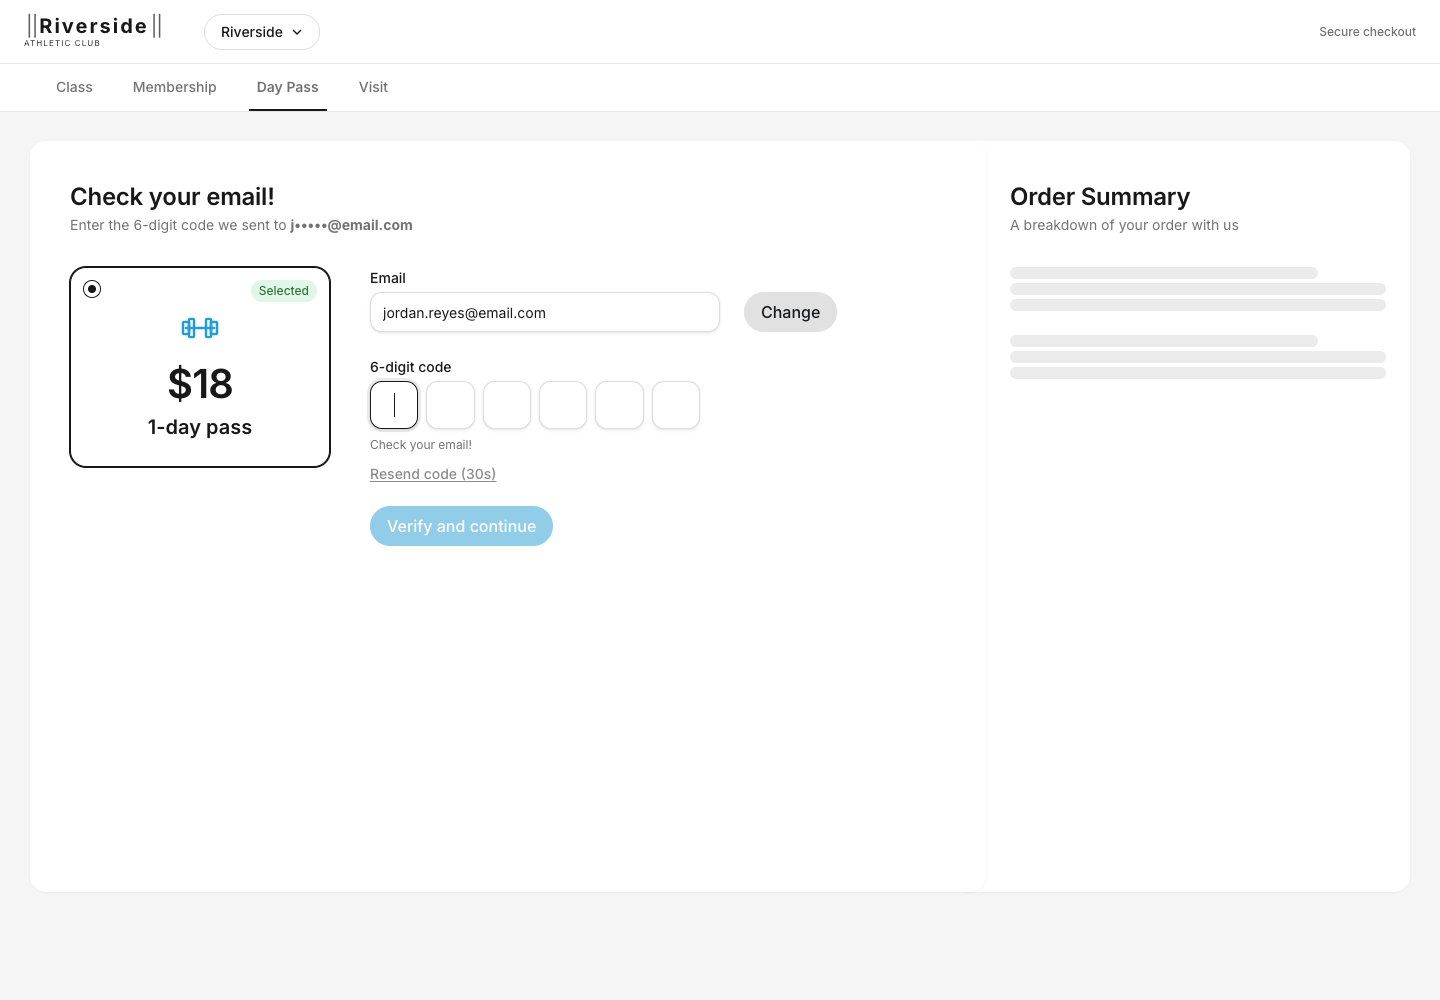 Riverside
ATHLETIC CLUB
Riverside
Secure checkout
Class
Membership
Day Pass
Visit
Check your email!
Enter the 6-digit code we sent to j•••••@email.com
Selected
$18
1-day pass
Email
jordan.reyes@email.com
Change
6-digit code
Check your email!
Resend code (30s)
Verify and continue
Order Summary
A breakdown of your order with us